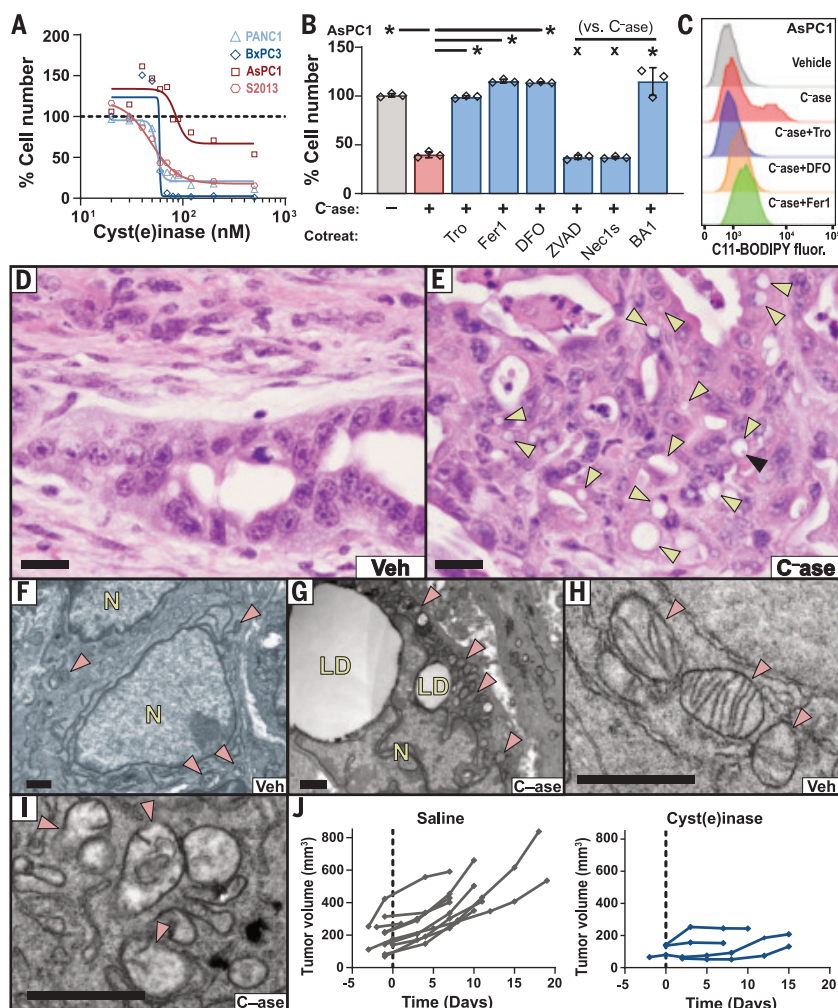 A
PANC1
BxPC3
AsPC1
S2013
% Cell number
150
100
50
0
10¹ 10² 10³
Cyst(e)inase (nM)
B
AsPC1
* * * *
(vs. C-ase)
x x *
% Cell number
150
100
50
0
C-ase: − + + + + + + +
Cotreat: Tro Fer1 DFO ZVAD Nec1s BA1
C
AsPC1
Vehicle
C-ase
C-ase+Tro
C-ase+DFO
C-ase+Fer1
0 10³ 10⁴ 10⁵
C11-BODIPY fluor.
D
Veh
E
C-ase
F
N
N
Veh
G
LD
LD
N
C–ase
H
Veh
I
C–ase
J
Saline
Tumor volume (mm³)
800
600
400
200
0
0 5 10 15 20
Time (Days)
Cyst(e)inase
Tumor volume (mm³)
800
600
400
200
0
0 5 10 15 20
Time (Days)